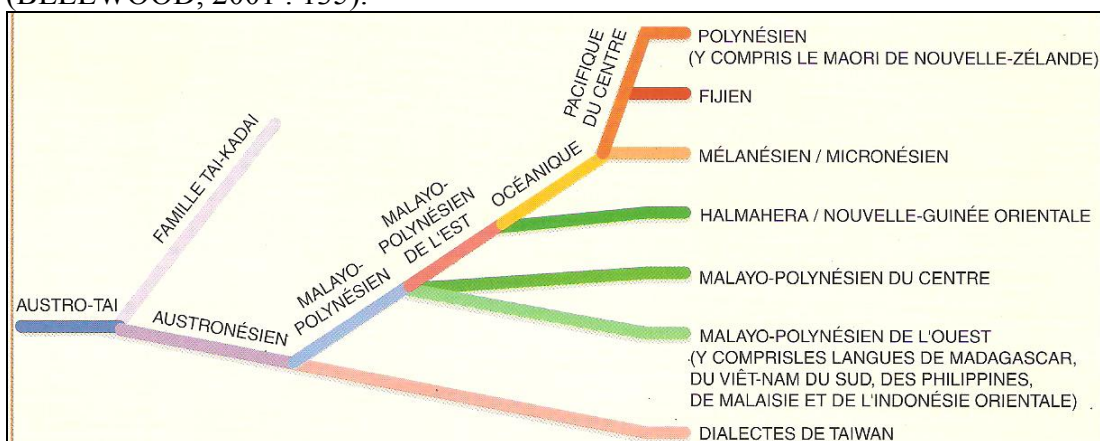 (BELLWOOD, 2001 : 135).
POLYNÉSIEN
(Y COMPRIS LE MAORI DE NOUVELLE-ZÉLANDE)
PACIFIQUE
DU CENTRE
FIJIEN
MÉLANÉSIEN / MICRONÉSIEN
OCÉANIQUE
FAMILLE TAI-KADAI
MALAYO-
POLYNÉSIEN
DE L'EST
HALMAHERA / NOUVELLE-GUINÉE ORIENTALE
MALAYO-
POLYNÉSIEN
MALAYO-POLYNÉSIEN DU CENTRE
AUSTRO-TAI
AUSTRONÉSIEN
MALAYO-POLYNÉSIEN DE L'OUEST
(Y COMPRISLES LANGUES DE MADAGASCAR,
DU VIÊT-NAM DU SUD, DES PHILIPPINES,
DE MALAISIE ET DE L'INDONÉSIE ORIENTALE)
DIALECTES DE TAIWAN